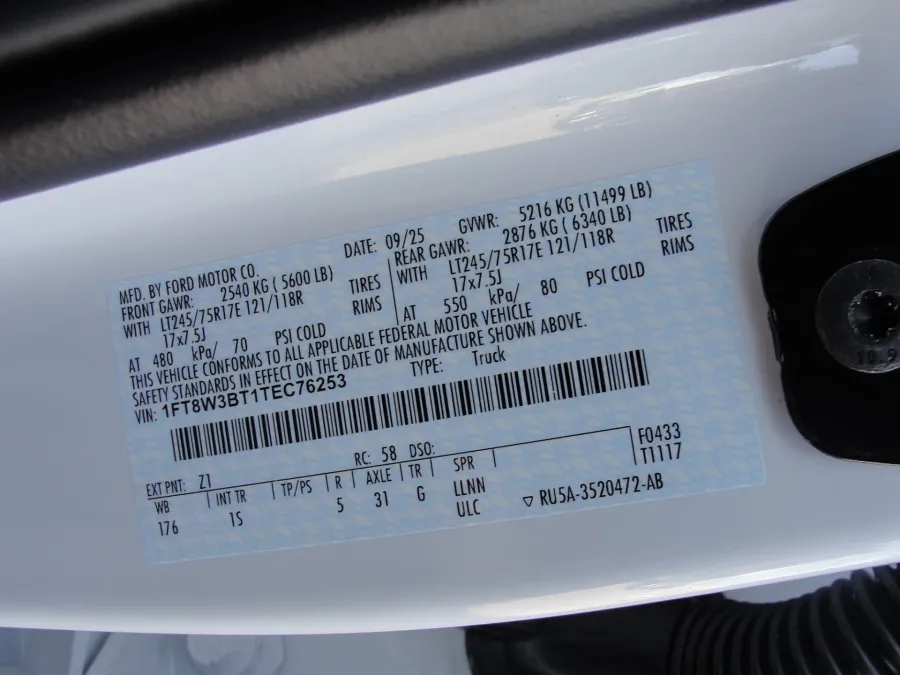 MFD. BY FORD MOTOR CO. DATE: 09/25 GVWR: 5216 KG (11499 LB)
FRONT GAWR: 2540 KG ( 5600 LB) REAR GAWR: 2876 KG ( 6340 LB)
WITH LT245/75R17E 121/118R TIRES WITH LT245/75R17E 121/118R TIRES
17x7.5J RIMS 17x7.5J RIMS
AT 480 kPa/ 70 PSI COLD AT 550 kPa/ 80 PSI COLD
THIS VEHICLE CONFORMS TO ALL APPLICABLE FEDERAL MOTOR VEHICLE
SAFETY STANDARDS IN EFFECT ON THE DATE OF MANUFACTURE SHOWN ABOVE.
VIN: 1FT8W3BT1TEC76253 TYPE: Truck
EXT PNT: Z1 RC: 58 DSO: F0433
WB INT TR TP/PS R AXLE TR SPR T1117
176 1S 5 31 G LLNN
ULC ▽ RU5A-3520472-AB
10.9